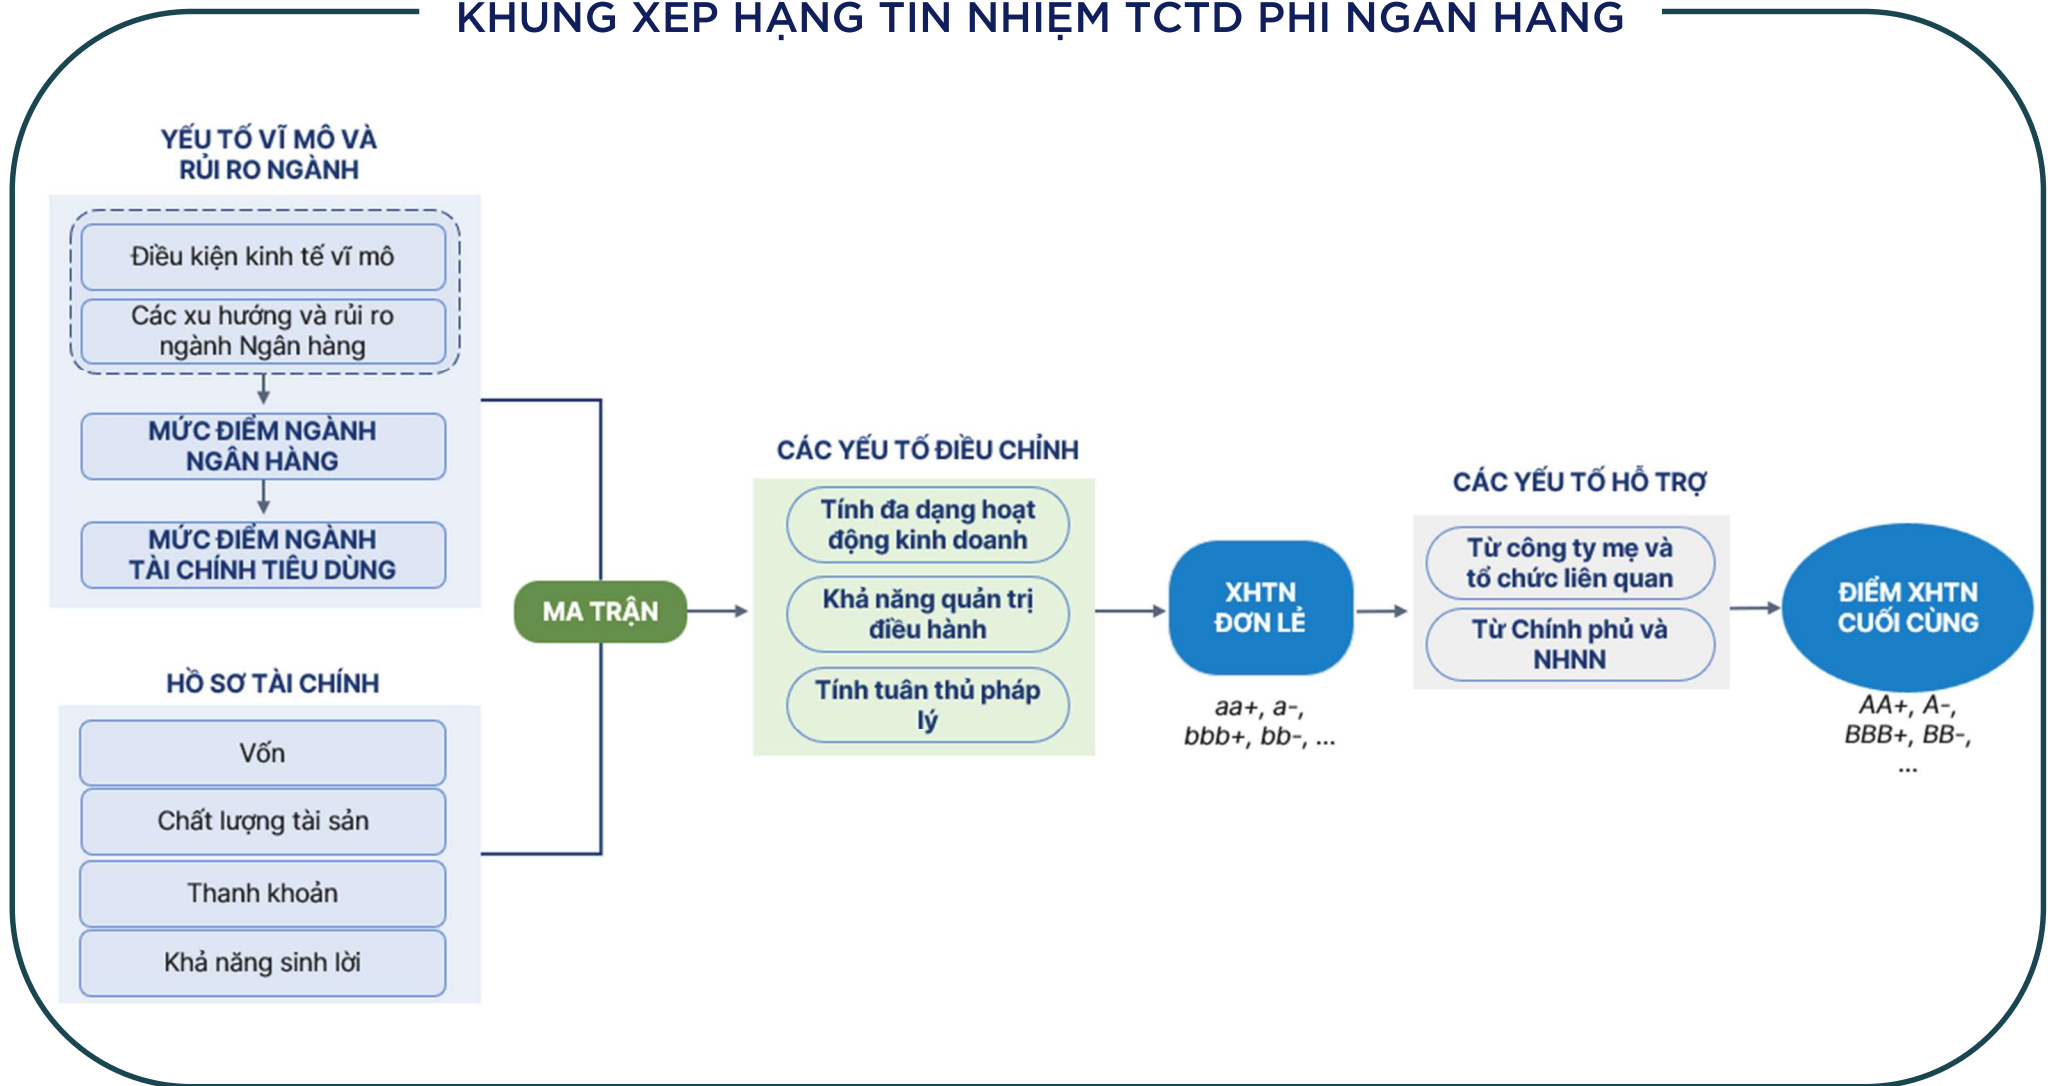 KHUNG XẾP HẠNG TÍN NHIỆM TCTD PHI NGÂN HÀNG
YẾU TỐ VĨ MÔ VÀ
RỦI RO NGÀNH
Điều kiện kinh tế vĩ mô
Các xu hướng và rủi ro
ngành Ngân hàng
MỨC ĐIỂM NGÀNH
NGÂN HÀNG
MỨC ĐIỂM NGÀNH
TÀI CHÍNH TIÊU DÙNG
HỒ SƠ TÀI CHÍNH
Vốn
Chất lượng tài sản
Thanh khoản
Khả năng sinh lời
MA TRẬN
CÁC YẾU TỐ ĐIỀU CHỈNH
Tính đa dạng hoạt
động kinh doanh
Khả năng quản trị
điều hành
Tính tuân thủ pháp
lý
XHTN
ĐƠN LẺ
aa+, a-,
bbb+, bb-, ...
CÁC YẾU TỐ HỖ TRỢ
Từ công ty mẹ và
tổ chức liên quan
Từ Chính phủ và
NHNN
ĐIỂM XHTN
CUỐI CÙNG
AA+, A-,
BBB+, BB-,
...